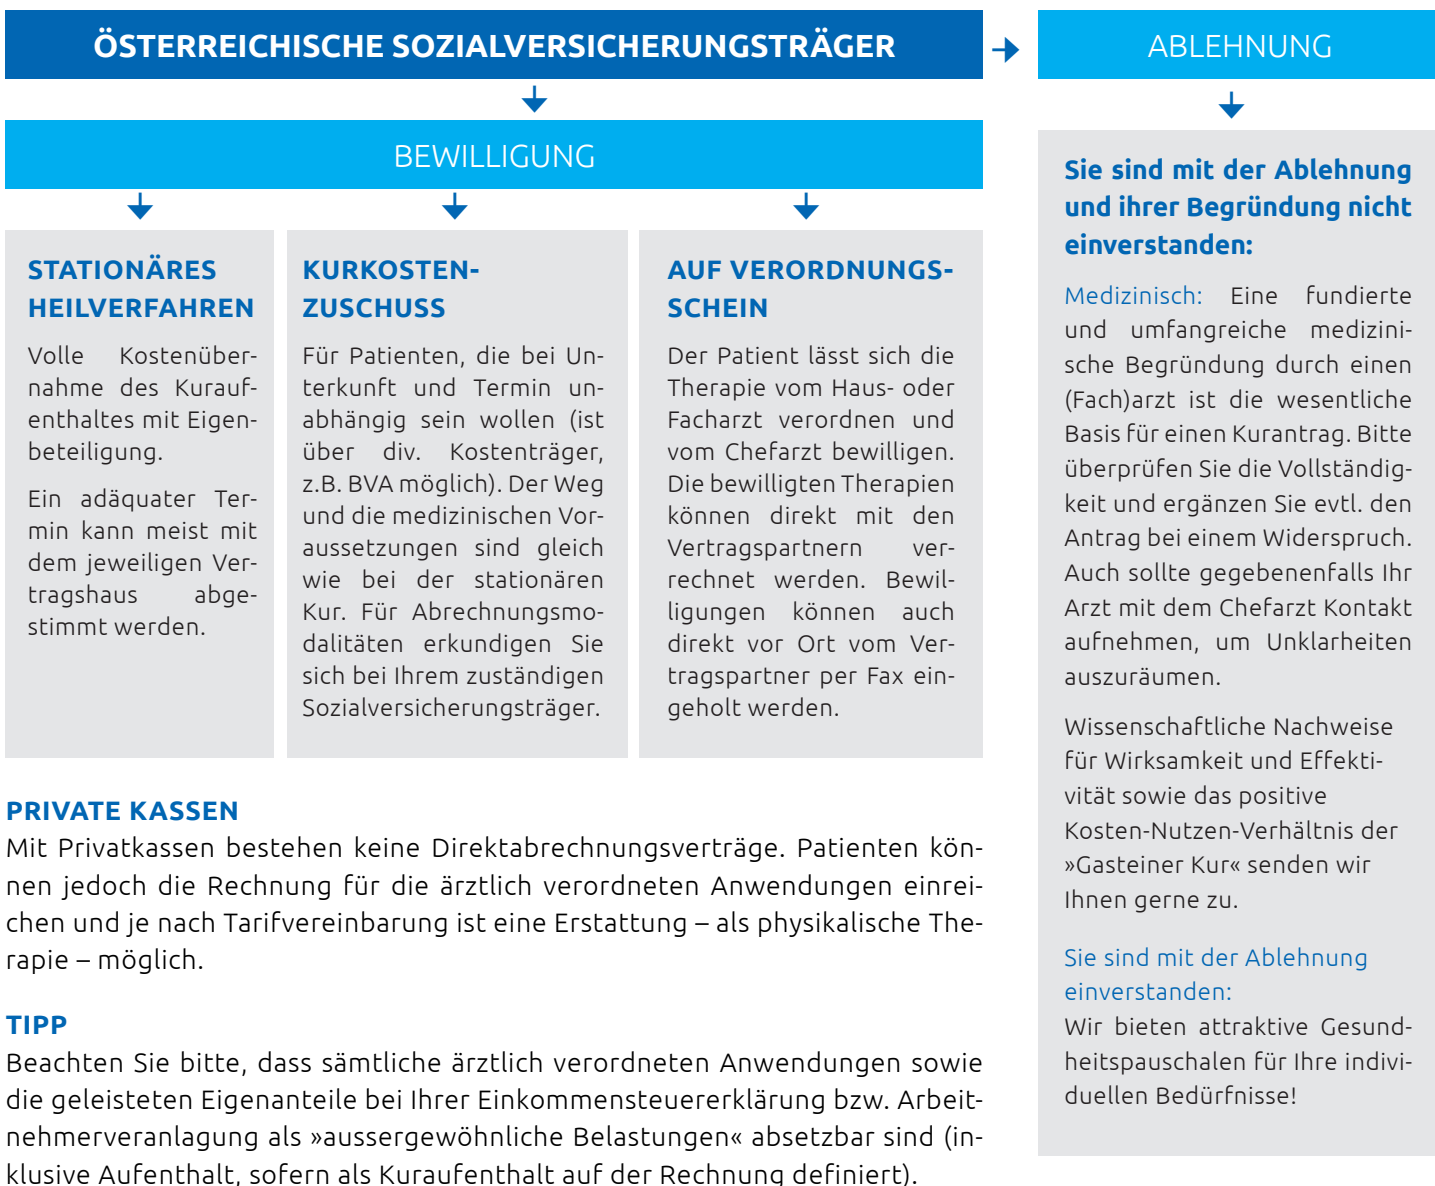 ÖSTERREICHISCHE SOZIALVERSICHERUNGSTRÄGER
BEWILLIGUNG
STATIONÄRES
HEILVERFAHREN
Volle Kostenüber-
nahme des Kurauf-
enthaltes mit Eigen-
beteiligung.
Ein adäquater Ter-
min kann meist mit
dem jeweiligen Ver-
tragshaus abge-
stimmt werden.
KURKOSTEN-
ZUSCHUSS
Für Patienten, die bei Un-
terkunft und Termin un-
abhängig sein wollen (ist
über div. Kostenträger,
z.B. BVA möglich). Der Weg
und die medizinischen Vor-
aussetzungen sind gleich
wie bei der stationären
Kur. Für Abrechnungsmo-
dalitäten erkundigen Sie
sich bei Ihrem zuständigen
Sozialversicherungsträger.
AUF VERORDNUNGS-
SCHEIN
Der Patient lässt sich die
Therapie vom Haus- oder
Facharzt verordnen und
vom Chefarzt bewilligen.
Die bewilligten Therapien
können direkt mit den
Vertragspartnern ver-
rechnet werden. Bewil-
ligungen können auch
direkt vor Ort vom Ver-
tragspartner per Fax ein-
geholt werden.
ABLEHNUNG
Sie sind mit der Ablehnung
und ihrer Begründung nicht
einverstanden:
Medizinisch: Eine fundierte
und umfangreiche medizini-
sche Begründung durch einen
(Fach)arzt ist die wesentliche
Basis für einen Kurantrag. Bitte
überprüfen Sie die Vollständig-
keit und ergänzen Sie evtl. den
Antrag bei einem Widerspruch.
Auch sollte gegebenenfalls Ihr
Arzt mit dem Chefarzt Kontakt
aufnehmen, um Unklarheiten
auszuräumen.
Wissenschaftliche Nachweise
für Wirksamkeit und Effekti-
vität sowie das positive
Kosten-Nutzen-Verhältnis der
»Gasteiner Kur« senden wir
Ihnen gerne zu.
Sie sind mit der Ablehnung
einverstanden:
Wir bieten attraktive Gesund-
heitspauschalen für Ihre indivi-
duellen Bedürfnisse!
PRIVATE KASSEN
Mit Privatkassen bestehen keine Direktabrechnungsverträge. Patienten kön-
nen jedoch die Rechnung für die ärztlich verordneten Anwendungen einrei-
chen und je nach Tarifvereinbarung ist eine Erstattung – als physikalische The-
rapie – möglich.
TIPP
Beachten Sie bitte, dass sämtliche ärztlich verordneten Anwendungen sowie
die geleisteten Eigenanteile bei Ihrer Einkommensteuererklärung bzw. Arbeit-
nehmerveranlagung als »aussergewöhnliche Belastungen« absetzbar sind (in-
klusive Aufenthalt, sofern als Kuraufenthalt auf der Rechnung definiert).